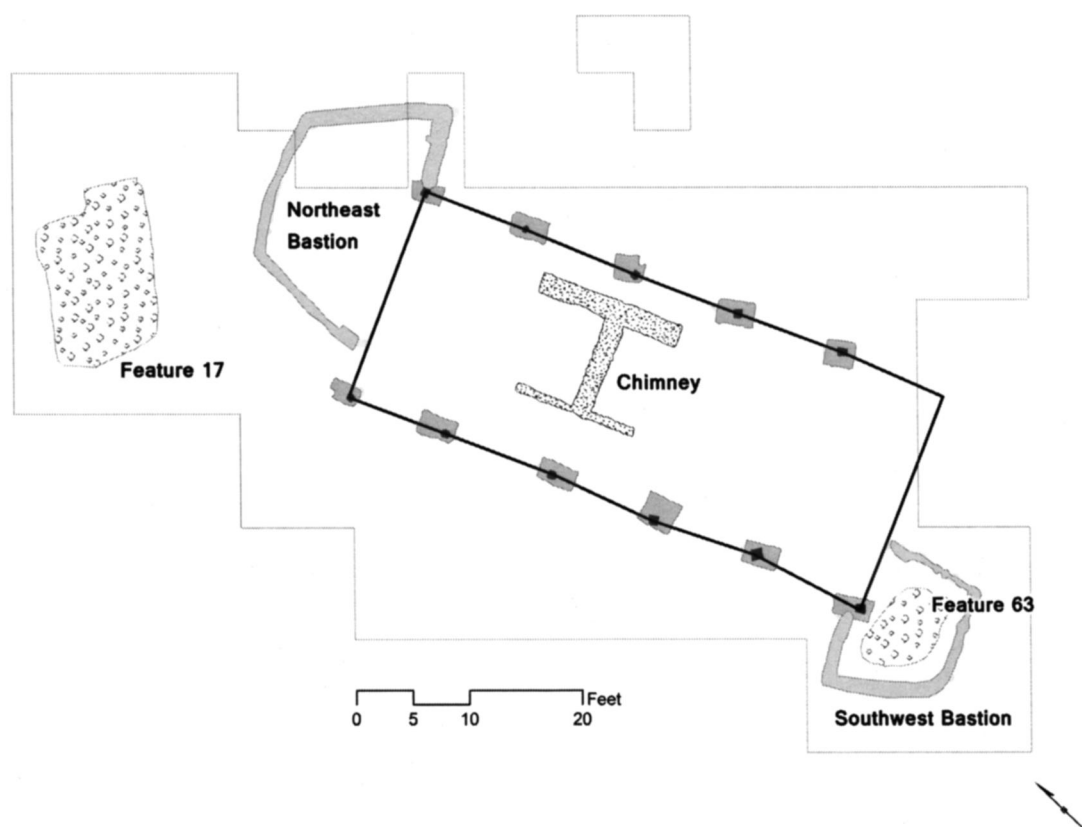 Northeast
Bastion
Feature 17
Chimney
Feature 63
Feet
0 5 10 20
Southwest Bastion